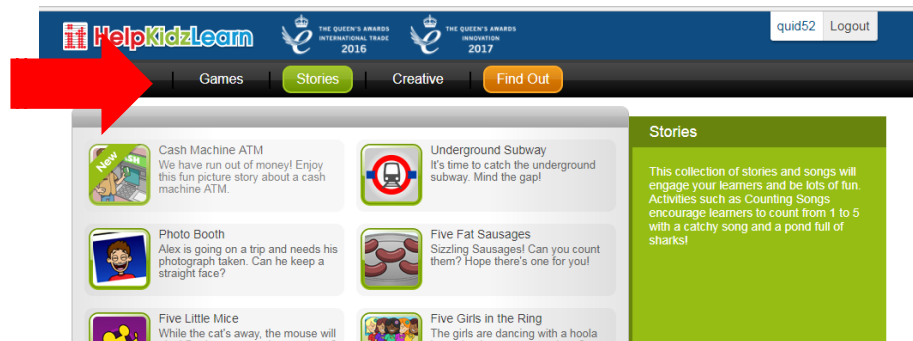 HelpKidzLearn
THE QUEEN'S AWARDS
INTERNATIONAL TRADE
2016
THE QUEEN'S AWARDS
INNOVATION
2017
quid52 Logout
Games Stories Creative Find Out
New
Cash Machine ATM
We have run out of money! Enjoy
this fun picture story about a cash
machine ATM.
Underground Subway
It's time to catch the underground
subway. Mind the gap!
Photo Booth
Alex is going on a trip and needs his
photograph taken. Can he keep a
straight face?
Five Fat Sausages
Sizzling Sausages! Can you count
them? Hope there's one for you!
Five Little Mice
While the cat's away, the mouse will
Five Girls in the Ring
The girls are dancing with a hoola
Stories
This collection of stories and songs will
engage your learners and be lots of fun.
Activities such as Counting Songs
encourage learners to count from 1 to 5
with a catchy song and a pond full of
sharks!